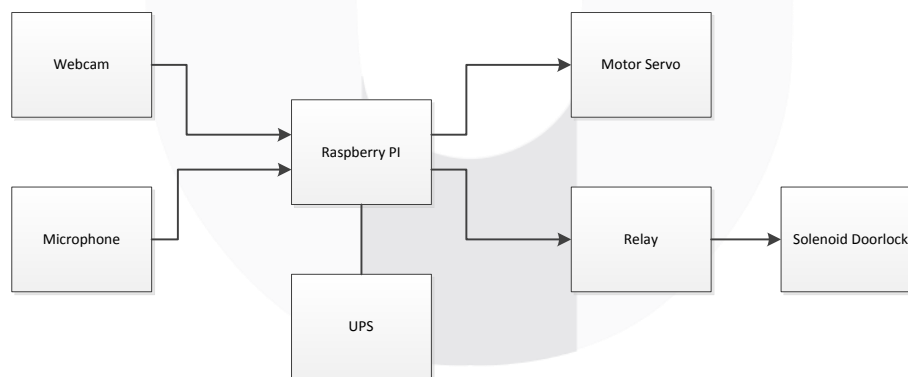 Webcam
Motor Servo
Raspberry PI
Microphone
Relay
Solenoid Doorlock
UPS